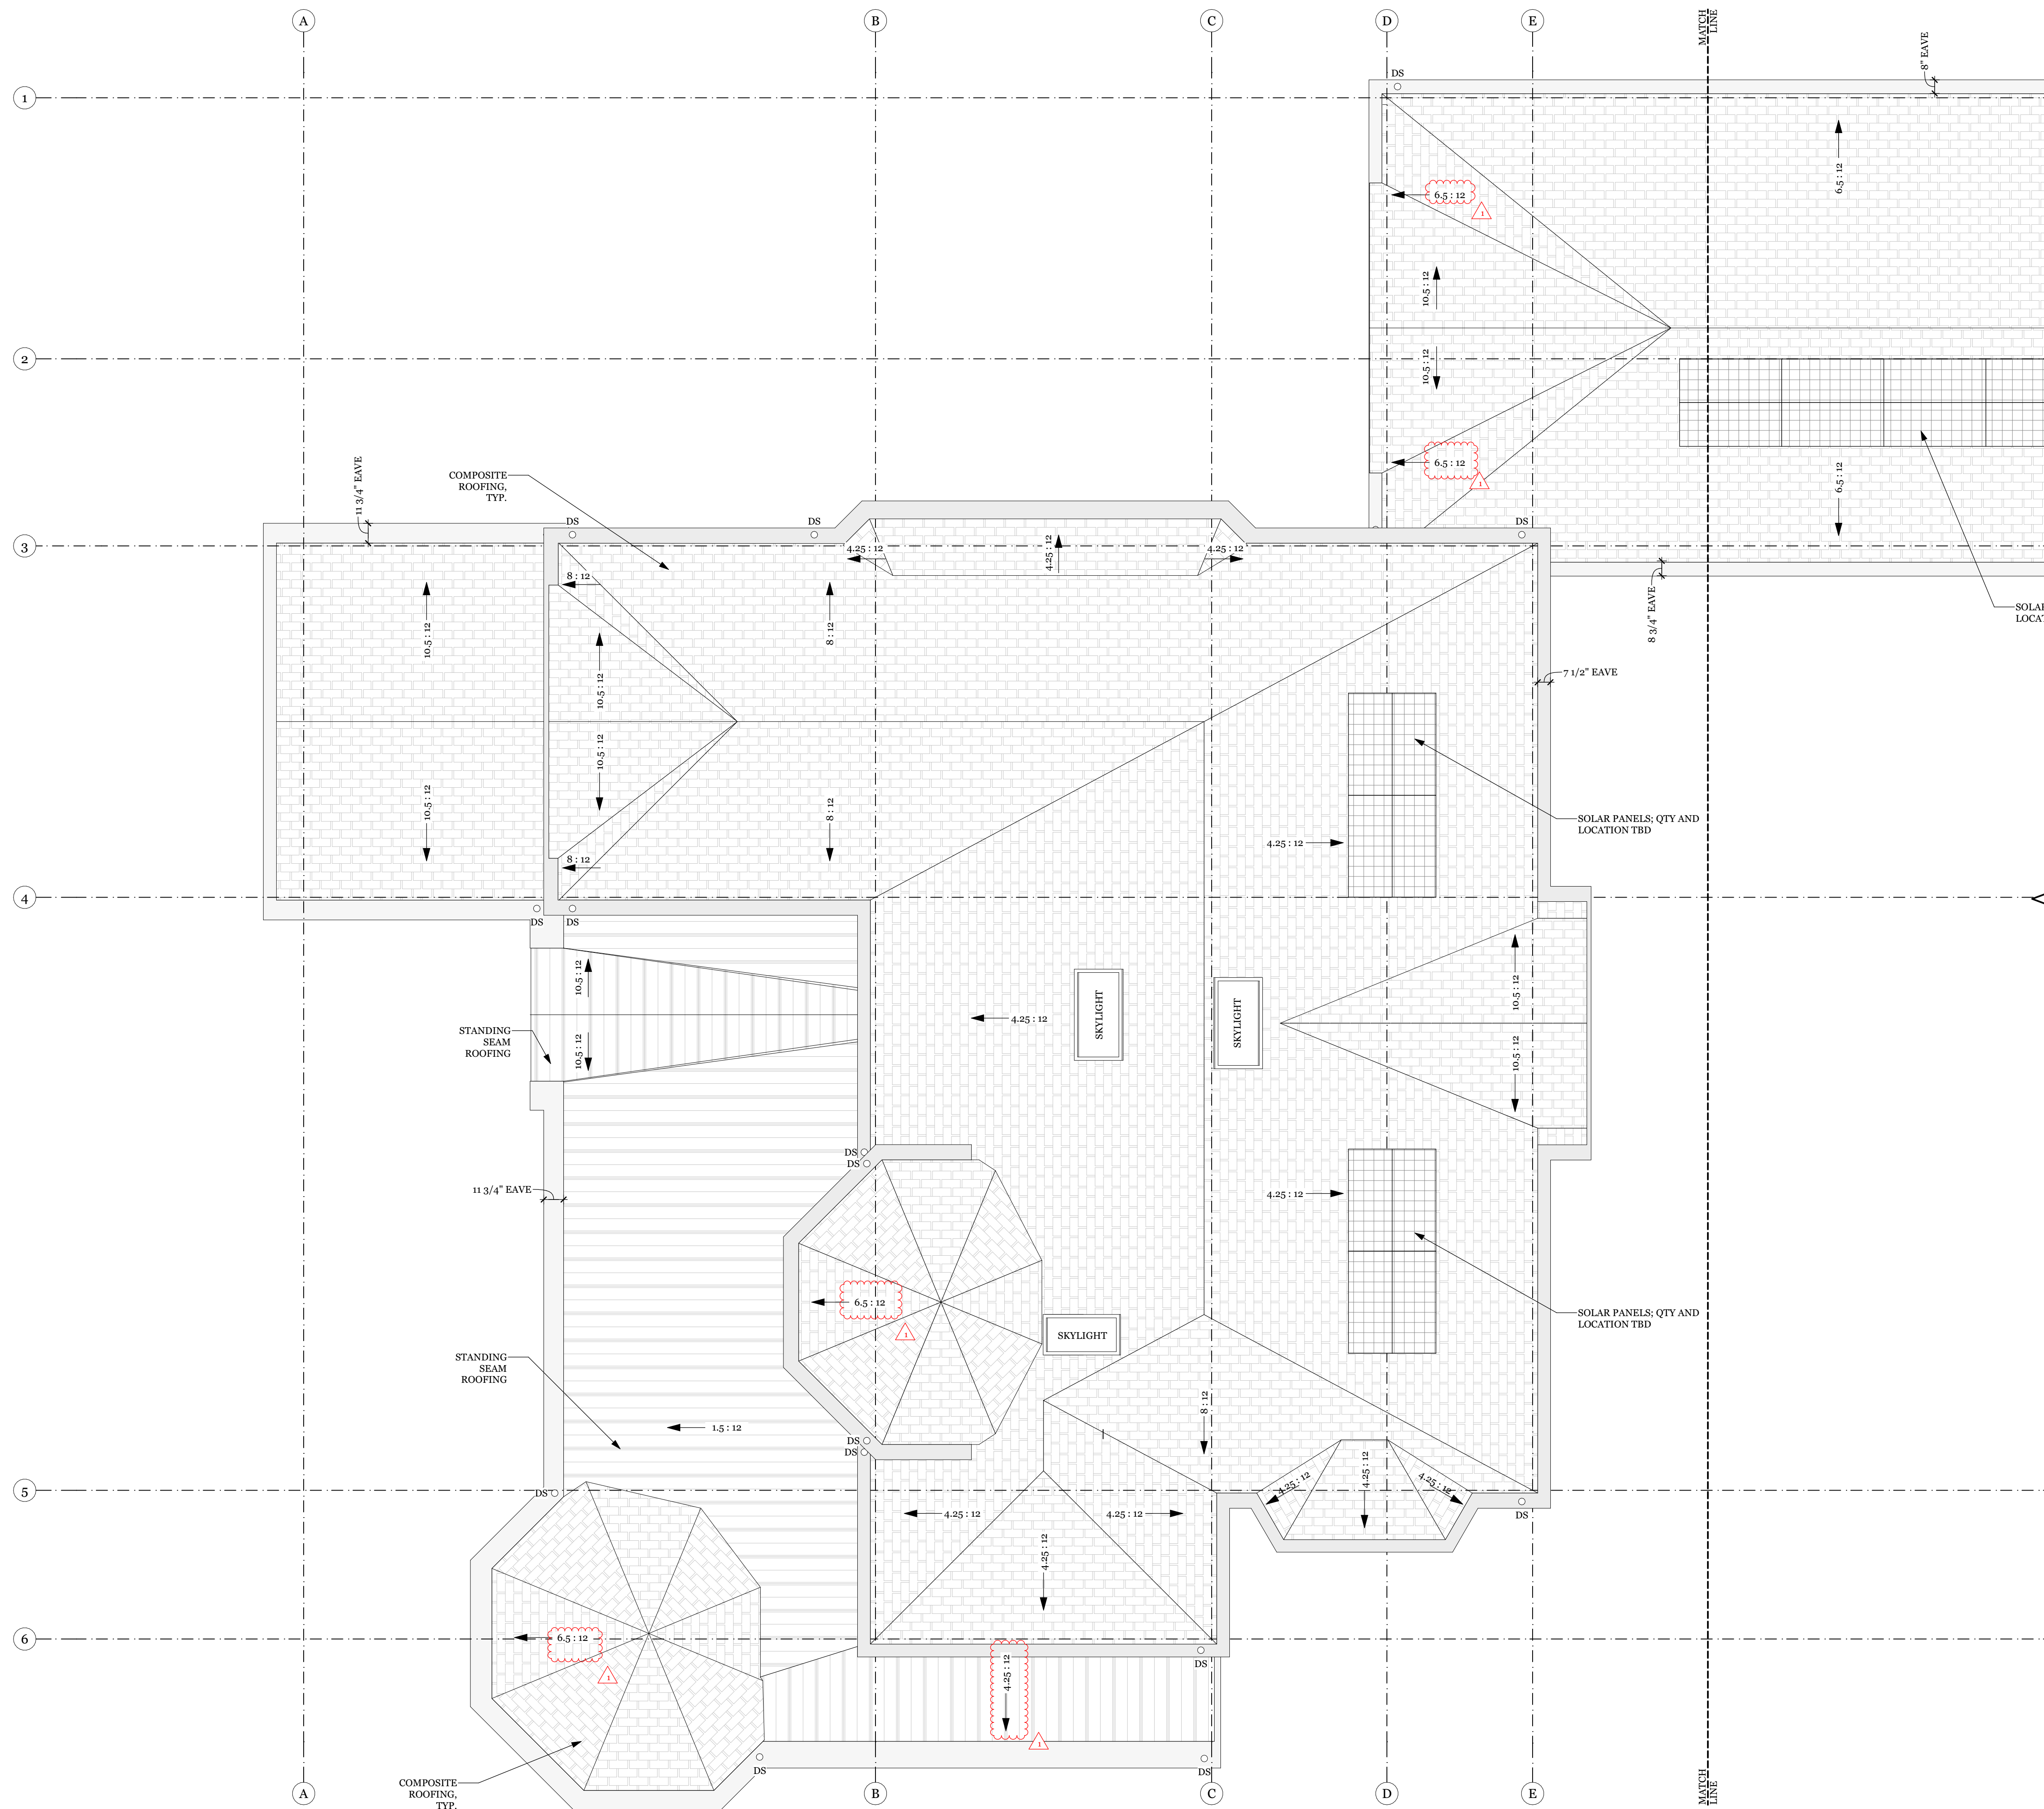 A
B
C
D
E
MATCH
LINE
8" EAVE
DS
1
6.5 : 12
6.5 : 12
1
10.5 : 12
2
10.5 : 12
6.5 : 12
1
6.5 : 12
COMPOSITE
ROOFING,
TYP.
11 3/4" EAVE
DS
DS
DS
3
4.25 : 12
4.25 : 12
4.25 : 12
8 : 12
10.5 : 12
8 : 12
8 3/4" EAVE
SOLAR
7 1/2" EAVE
10.5 : 12
10.5 : 12
10.5 : 12
8 : 12
SOLAR PANELS; QTY AND
LOCATION TBD
4.25 : 12
8 : 12
4
DS
DS
10.5 : 12
10.5 : 12
STANDING
SEAM
ROOFING
4.25 : 12
SKYLIGHT
SKYLIGHT
10.5 : 12
10.5 : 12
DS
DS
11 3/4" EAVE
4.25 : 12
6.5 : 12
1
SKYLIGHT
SOLAR PANELS; QTY AND
LOCATION TBD
STANDING
SEAM
ROOFING
1.5 : 12
8 : 12
DS
DS
4.25 : 12
4.25 : 12
4.25 : 12
5
DS
4.25 : 12
4.25 : 12
DS
4.25 : 12
6
6.5 : 12
1
DS
4.25 : 12
1
DS
DS
COMPOSITE
ROOFING,
TYP.
A
B
C
D
E
MATCH
LINE